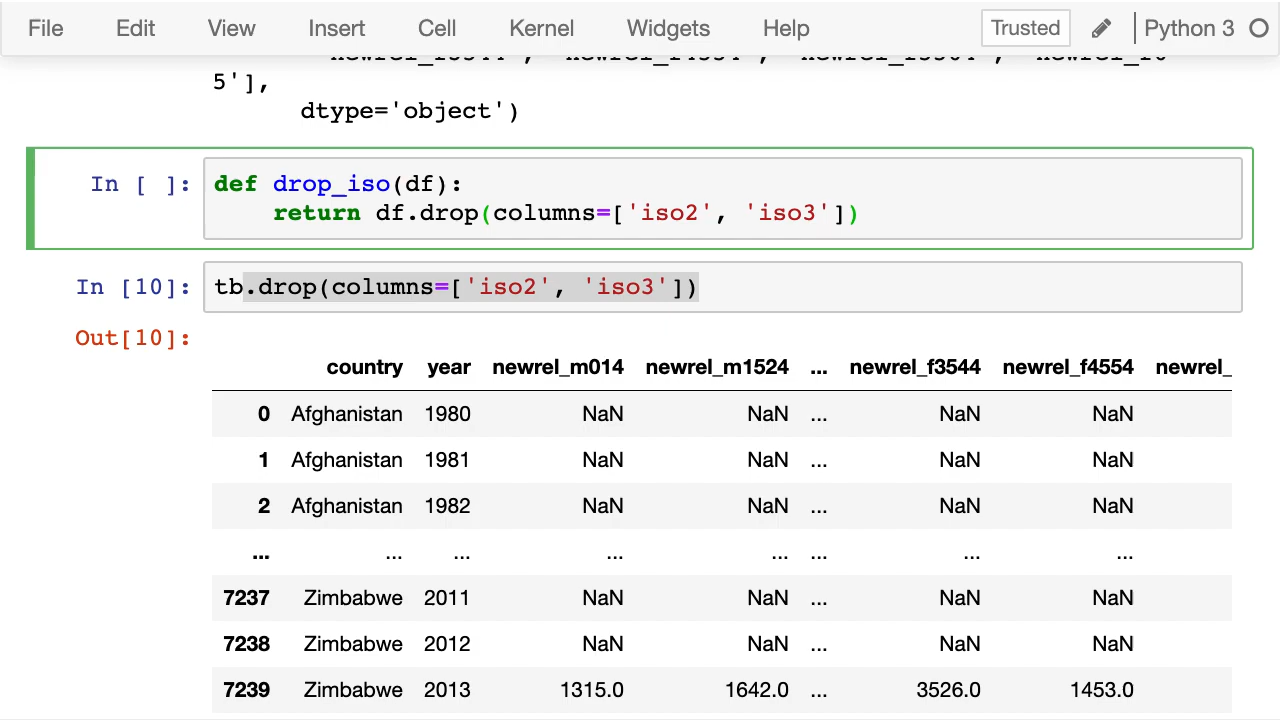 File Edit View Insert Cell Kernel Widgets Help Trusted Python 3
5'],
dtype='object')
In [ ]: def drop_iso(df):
return df.drop(columns=['iso2', 'iso3'])
In [10]: tb.drop(columns=['iso2', 'iso3'])
Out[10]:
country year newrel_m014 newrel_m1524 ... newrel_f3544 newrel_f4554 newrel_
0 Afghanistan 1980 NaN NaN ... NaN NaN
1 Afghanistan 1981 NaN NaN ... NaN NaN
2 Afghanistan 1982 NaN NaN ... NaN NaN
... ... ... ... ... ... ... ...
7237 Zimbabwe 2011 NaN NaN ... NaN NaN
7238 Zimbabwe 2012 NaN NaN ... NaN NaN
7239 Zimbabwe 2013 1315.0 1642.0 ... 3526.0 1453.0